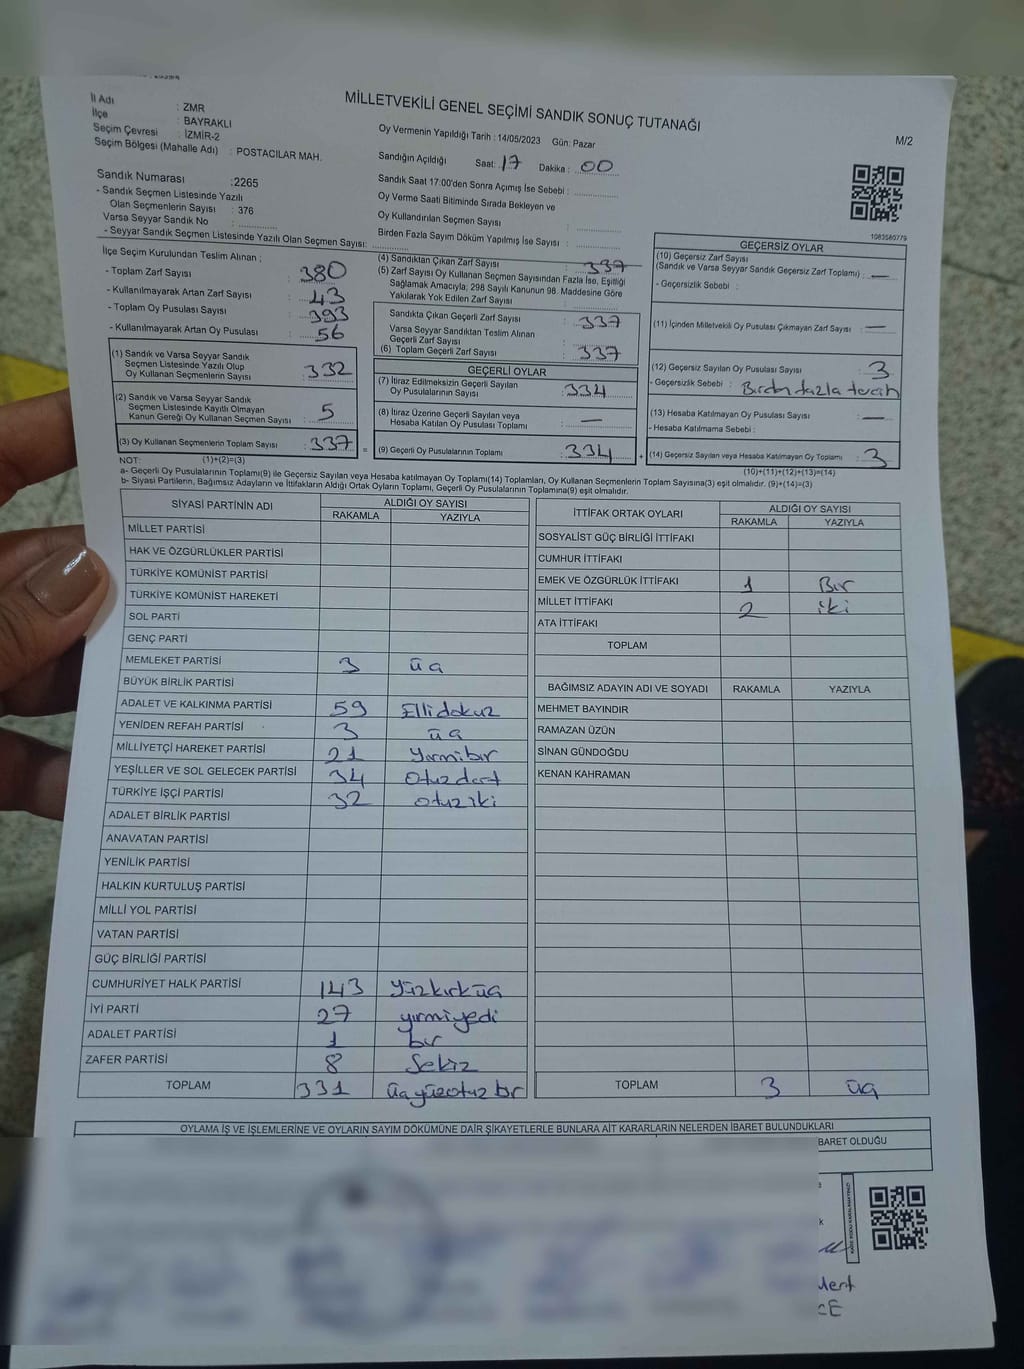 MİLLETVEKİLİ GENEL SEÇİMİ SANDIK SONUÇ TUTANAĞI
M/2
İl Adı : ZMR
İlçe : BAYRAKLI
Seçim Çevresi : İZMİR-2
Seçim Bölgesi (Mahalle Adı) : POSTACILAR MAH.
Oy Vermenin Yapıldığı Tarih : 14/05/2023 Gün: Pazar
Sandığın Açıldığı Saat: 17 Dakika : 00
Sandık Saat 17:00'den Sonra Açımış İse Sebebi :
Oy Verme Saati Bitiminde Sırada Bekleyen ve
Oy Kullandırılan Seçmen Sayısı :
Birden Fazla Sayım Döküm Yapılmış İse Sayısı :
Sandık Numarası : 2265
- Sandık Seçmen Listesinde Yazılı
Olan Seçmenlerin Sayısı : 376
Varsa Seyyar Sandık No :
- Seyyar Sandık Seçmen Listesinde Yazılı Olan Seçmen Sayısı:
1083580779
İlçe Seçim Kurulundan Teslim Alınan ;
- Toplam Zarf Sayısı : 380
- Kullanılmayarak Artan Zarf Sayısı : 43
- Toplam Oy Pusulası Sayısı : 393
- Kullanılmayarak Artan Oy Pusulası : 56
(1) Sandık ve Varsa Seyyar Sandık
Seçmen Listesinde Yazılı Olup
Oy Kullanan Seçmenlerin Sayısı : 332
(2) Sandık ve Varsa Seyyar Sandık
Seçmen Listesinde Kayıtlı Olmayan
Kanun Gereği Oy Kullanan Seçmen Sayısı : 5
(3) Oy Kullanan Seçmenlerin Toplam Sayısı : 337 =
(4) Sandıktan Çıkan Zarf Sayısı : 337
(5) Zarf Sayısı Oy Kullanan Seçmen Sayısından Fazla İse, Eşitliği
Sağlamak Amacıyla; 298 Sayılı Kanunun 98. Maddesine Göre
Yakılarak Yok Edilen Zarf Sayısı :
Sandıkta Çıkan Geçerli Zarf Sayısı : 337
Varsa Seyyar Sandıktan Teslim Alınan
Geçerli Zarf Sayısı :
(6) Toplam Geçerli Zarf Sayısı : 337
GEÇERLİ OYLAR
(7) İtiraz Edilmeksizin Geçerli Sayılan
Oy Pusulalarının Sayısı : 334
(8) İtiraz Üzerine Geçerli Sayılan veya
Hesaba Katılan Oy Pusulası Toplamı : —
(9) Geçerli Oy Pusulalarının Toplamı : 334 +
GEÇERSİZ OYLAR
(10) Geçersiz Zarf Sayısı
(Sandık ve Varsa Seyyar Sandık Geçersiz Zarf Toplamı) : —
- Geçersizlik Sebebi :
(11) İçinden Milletvekili Oy Pusulası Çıkmayan Zarf Sayısı : —
(12) Geçersiz Sayılan Oy Pusulası Sayısı : 3
- Geçersizlik Sebebi : Birden fazla tercih
(13) Hesaba Katılmayan Oy Pusulası Sayısı : —
- Hesaba Katılmama Sebebi :
(14) Geçersiz Sayılan veya Hesaba Katılmayan Oy Toplamı : 3
NOT: (1)+(2)=(3)
(10)+(11)+(12)+(13)=(14)
a- Geçerli Oy Pusulalarının Toplamı(9) ile Geçersiz Sayılan veya Hesaba katılmayan Oy Toplamı(14) Toplamları, Oy Kullanan Seçmenlerin Toplam Sayısına(3) eşit olmalıdır. (9)+(14)=(3)
b- Siyasi Partilerin, Bağımsız Adayların ve İttifakların Aldığı Ortak Oyların Toplamı, Geçerli Oy Pusulalarının Toplamına(9) eşit olmalıdır.
SİYASİ PARTİNİN ADI ALDIĞI OY SAYISI
RAKAMLA YAZIYLA
MİLLET PARTİSİ
HAK VE ÖZGÜRLÜKLER PARTİSİ
TÜRKİYE KOMÜNİST PARTİSİ
TÜRKİYE KOMÜNİST HAREKETİ
SOL PARTİ
GENÇ PARTİ
MEMLEKET PARTİSİ 3 üç
BÜYÜK BİRLİK PARTİSİ
ADALET VE KALKINMA PARTİSİ 59 Ellidokuz
YENİDEN REFAH PARTİSİ 3 üç
MİLLİYETÇİ HAREKET PARTİSİ 21 Yirmibir
YEŞİLLER VE SOL GELECEK PARTİSİ 34 Otuzdört
TÜRKİYE İŞÇİ PARTİSİ 32 otuziki
ADALET BİRLİK PARTİSİ
ANAVATAN PARTİSİ
YENİLİK PARTİSİ
HALKIN KURTULUŞ PARTİSİ
MİLLİ YOL PARTİSİ
VATAN PARTİSİ
GÜÇ BİRLİĞİ PARTİSİ
CUMHURİYET HALK PARTİSİ 143 Yüzkırküç
İYİ PARTİ 27 yirmiyedi
ADALET PARTİSİ 1 bir
ZAFER PARTİSİ 8 Sekiz
TOPLAM 331 üçyüzotuz bir
İTTİFAK ORTAK OYLARI ALDIĞI OY SAYISI
RAKAMLA YAZIYLA
SOSYALİST GÜÇ BİRLİĞİ İTTİFAKI
CUMHUR İTTİFAKI
EMEK VE ÖZGÜRLÜK İTTİFAKI 1 Bir
MİLLET İTTİFAKI 2 iki
ATA İTTİFAKI
TOPLAM
BAĞIMSIZ ADAYIN ADI VE SOYADI RAKAMLA YAZIYLA
MEHMET BAYINDIR
RAMAZAN ÜZÜN
SİNAN GÜNDOĞDU
KENAN KAHRAMAN
TOPLAM 3 üç
OYLAMA İŞ VE İŞLEMLERİNE VE OYLARIN SAYIM DÖKÜMÜNE DAİR ŞİKAYETLERLE BUNLARA AİT KARARLARIN NELERDEN İBARET BULUNDUKLARI
BARET OLDUĞU